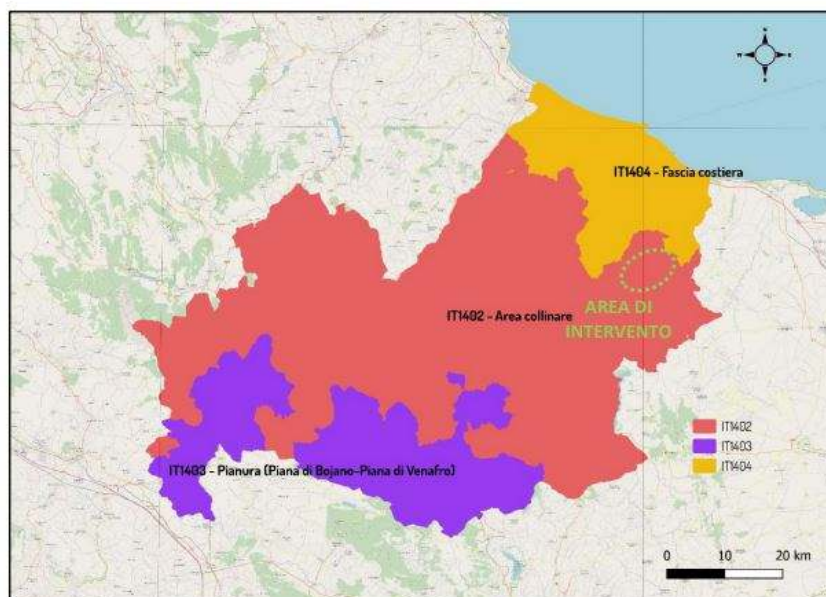 N
W
E
S
IT1404 - Fascia costiera
AREA DI
INTERVENTO
IT1402 - Area collinare
IT1402
IT1403
IT1404
IT1403 - Pianura (Piana di Bojano-Piana di Venafro)
0 10 20 km